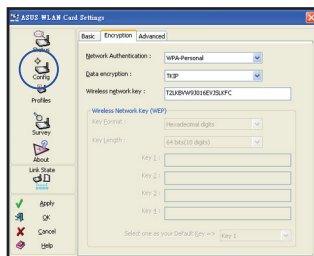 ASUS WLAN Card Settings
Status
Config
Profiles
Survey
About
Link State
Apply
OK
Cancel
Help
Basic Encryption Advanced
Network Authentication : WPA-Personal
Data encryption : TKIP
Wireless network key :
Wireless Network Key (WEP)
Key Format : Hexadecimal digits
Key Length : 64 bits(10 digits)
Key 1 :
Key 2 :
Key 3 :
Key 4 :
Select one as your Default Key ==> Key 1